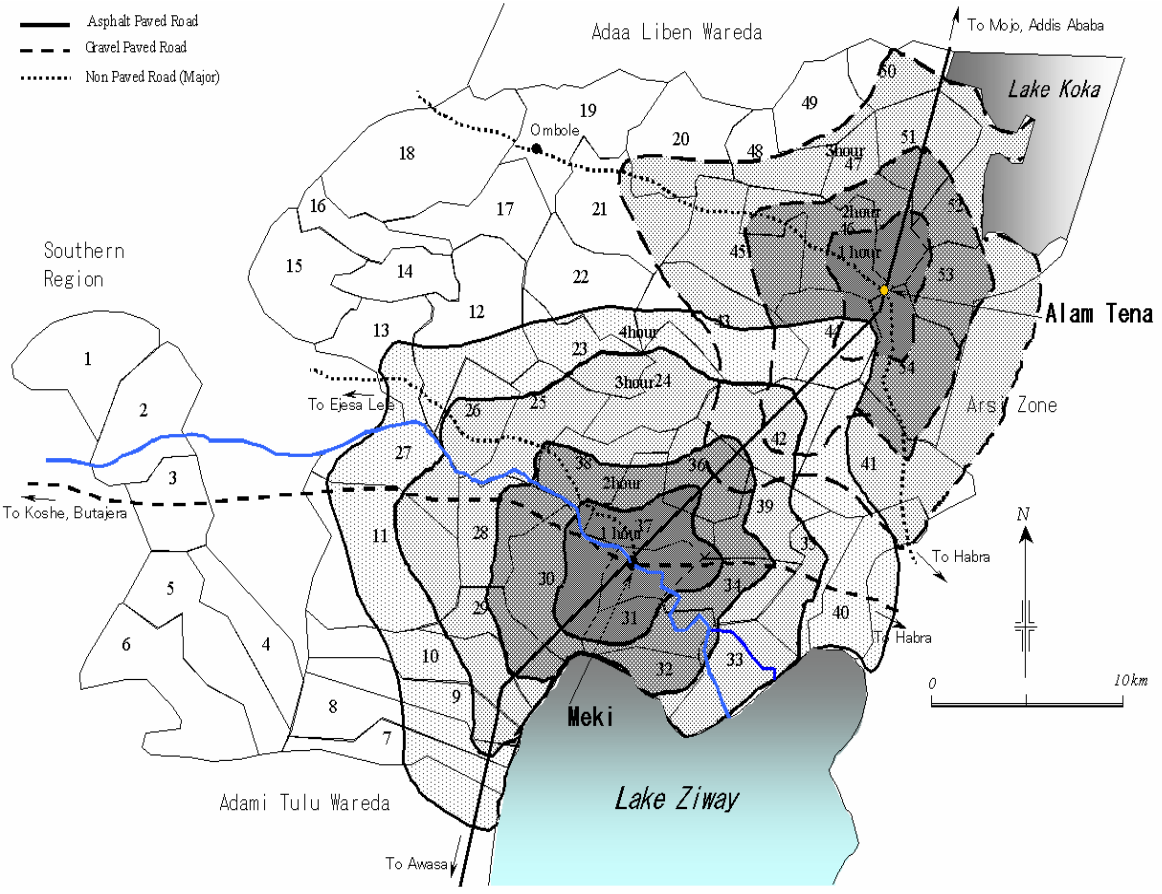 Asphalt Paved Road
Gravel Paved Road
Non Paved Road (Major)
Adaa Liben Wareda
To Mojo, Addis Ababa
Lake Koka
50
49
19
Ombole
20
48
51
3hour
47
18
16
17
21
2hour
46
52
Southern
Region
15
14
22
45
1 hour
53
12
13
4hour
43
44
Alam Tena
1
23
3hour
24
54
2
To Ejesa Lele
26
25
Arsi Zone
42
27
38
36
41
3
2hour
39
To Koshe, Butajera
11
28
1 hour
37
35
N
To Habra
5
30
29
34
31
40
To Habra
6
4
10
32
33
9
0
10km
8
Meki
7
Lake Ziway
Adami Tulu Wareda
To Awasa